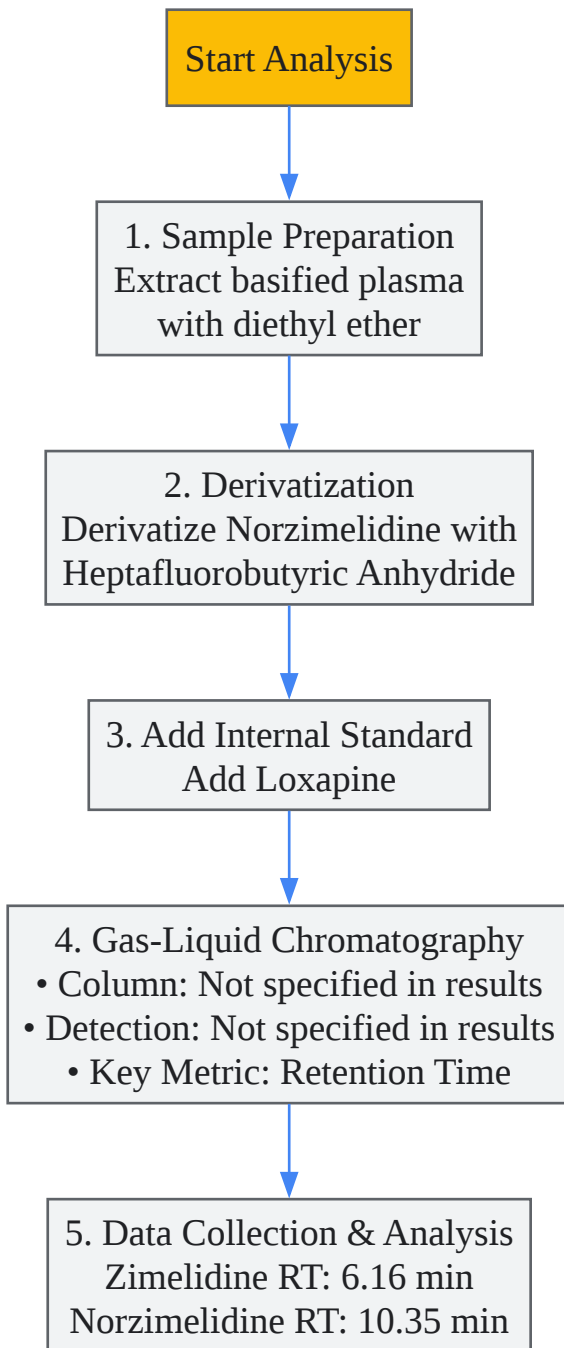 Start Analysis
1. Sample Preparation
Extract basified plasma
with diethyl ether
2. Derivatization
Derivatize Norzimelidine with
Heptafluorobutyric Anhydride
3. Add Internal Standard
Add Loxapine
4. Gas-Liquid Chromatography
• Column: Not specified in results
• Detection: Not specified in results
• Key Metric: Retention Time
5. Data Collection & Analysis
Zimelidine RT: 6.16 min
Norzimelidine RT: 10.35 min